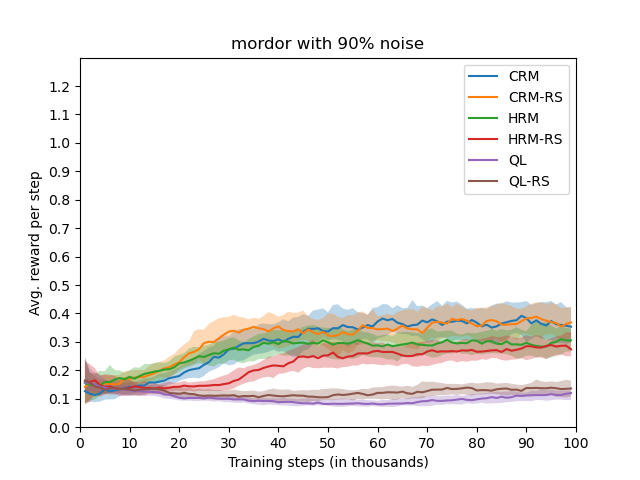 mordor with 90% noise
Avg. reward per step
1.2
1.1
1.0
0.9
0.8
0.7
0.6
0.5
0.4
0.3
0.2
0.1
0.0
CRM
CRM-RS
HRM
HRM-RS
QL
QL-RS
0 10 20 30 40 50 60 70 80 90 100
Training steps (in thousands)